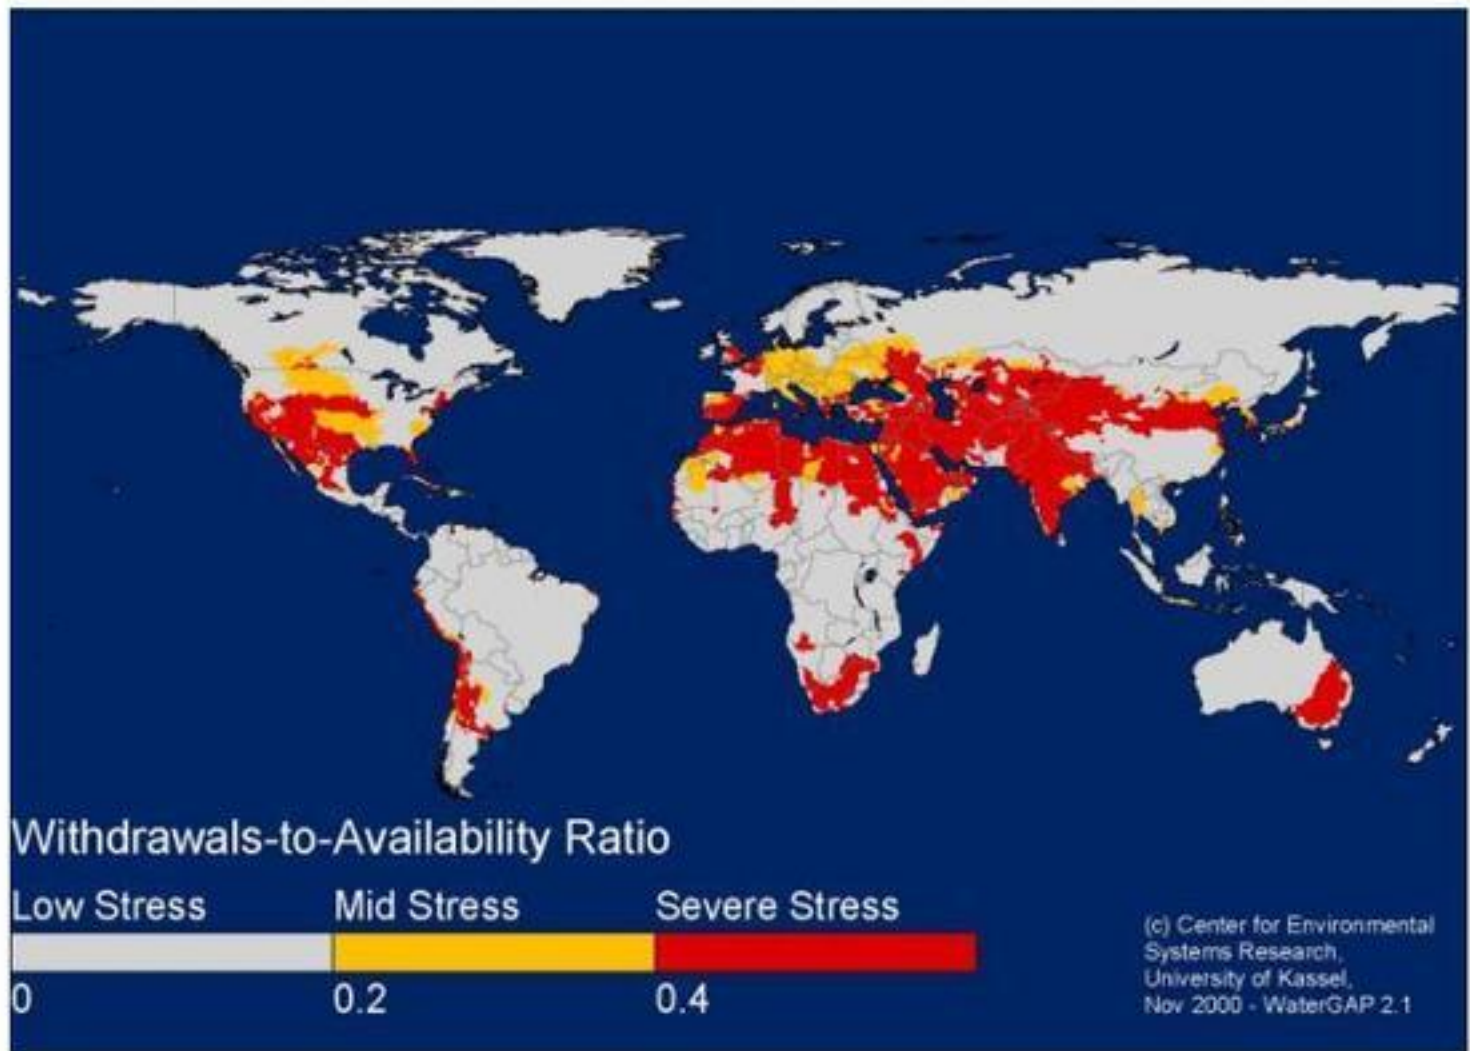 Withdrawals-to-Availability Ratio
Low Stress Mid Stress Severe Stress
0 0.2 0.4
(c) Center for Environmental
Systems Research,
University of Kassel,
Nov 2000 - WaterGAP 2.1